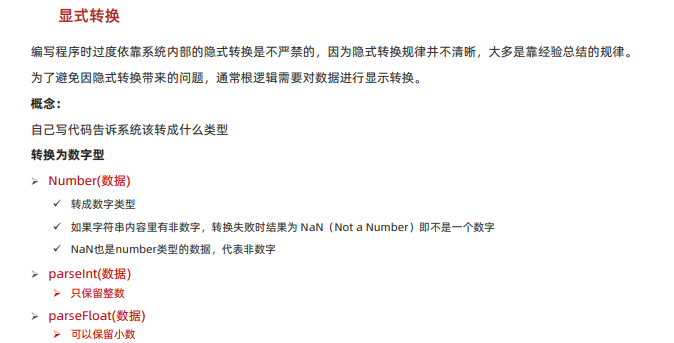 显式转换
编写程序时过度依靠系统内部的隐式转换是不严禁的，因为隐式转换规律并不清晰，大多是靠经验总结的规律。
为了避免因隐式转换带来的问题，通常根逻辑需要对数据进行显示转换。
概念：
自己写代码告诉系统该转成什么类型
转换为数字型
➢ Number(数据)
✓ 转成数字类型
✓ 如果字符串内容里有非数字，转换失败时结果为 NaN（Not a Number）即不是一个数字
✓ NaN也是number类型的数据，代表非数字
➢ parseInt(数据)
➢ 只保留整数
➢ parseFloat(数据)
➢ 可以保留小数